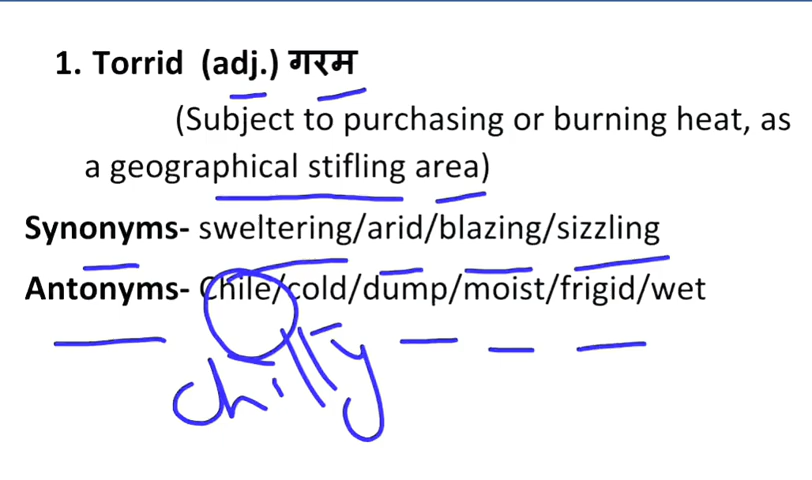 1. Torrid (adj.) गरम
(Subject to purchasing or burning heat, as
a geographical stifling area)
Synonyms- sweltering/arid/blazing/sizzling
Antonyms- Chile/cold/dump/moist/frigid/wet
chilly